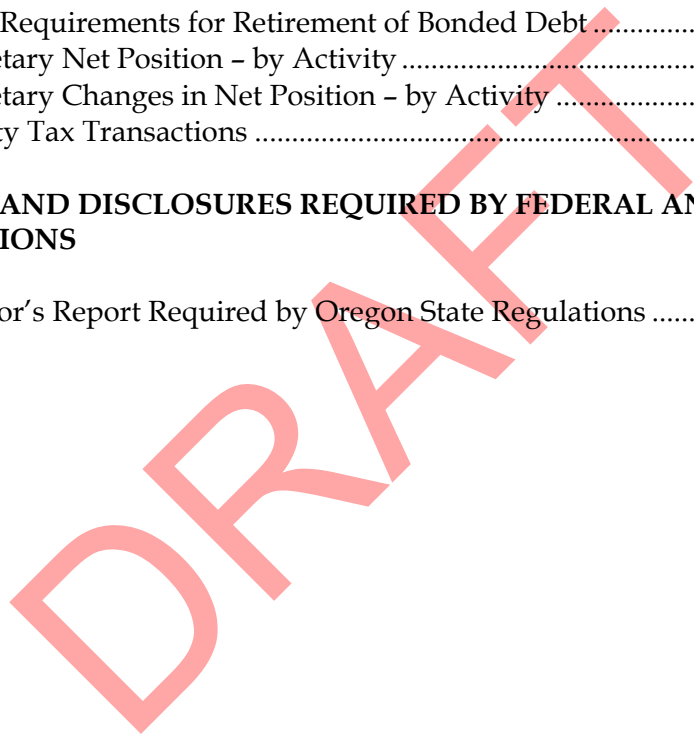 Requirements for Retirement of Bonded Debt ................
etary Net Position – by Activity ................................................
etary Changes in Net Position – by Activity .......................
ty Tax Transactions .........................................................................
AND DISCLOSURES REQUIRED BY FEDERAL AN
IONS
or’s Report Required by Oregon State Regulations .......
DRAFT